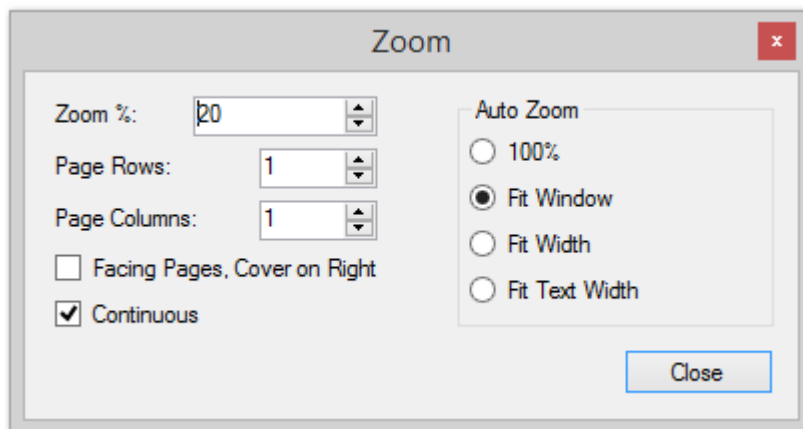 Zoom
x
Zoom %:
20
Page Rows:
1
Page Columns:
1
Facing Pages, Cover on Right
Continuous
Auto Zoom
100%
Fit Window
Fit Width
Fit Text Width
Close